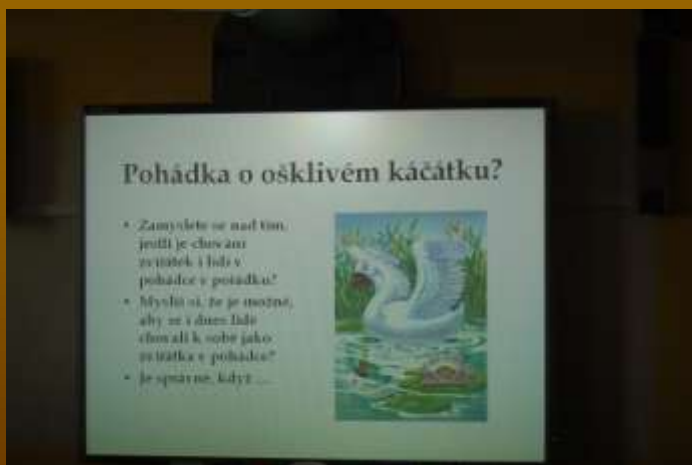 Pohádka o ošklivém káčátku?
• Zamyslete se nad tím,
jestli je chování
zvířátek i lidí v
pohádce v pořádku?
• Myslíš si, že je možné,
aby se i dnes lidé
chovali k sobě jako
zvířátka v pohádce?
• Je správné, když ...